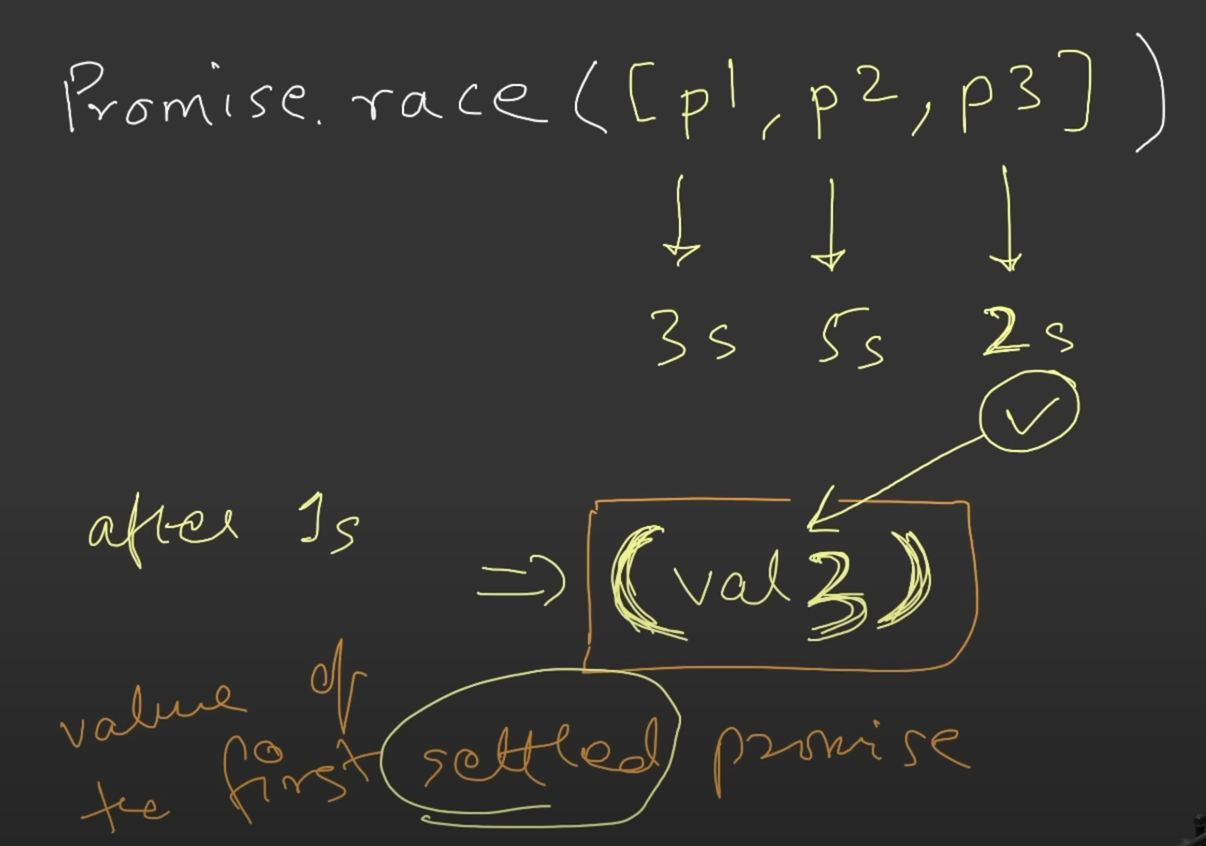 Promise.race([p1, p2, p3])
3s 5s 2s
after 1s
=> (val3)
value of
the first settled promise